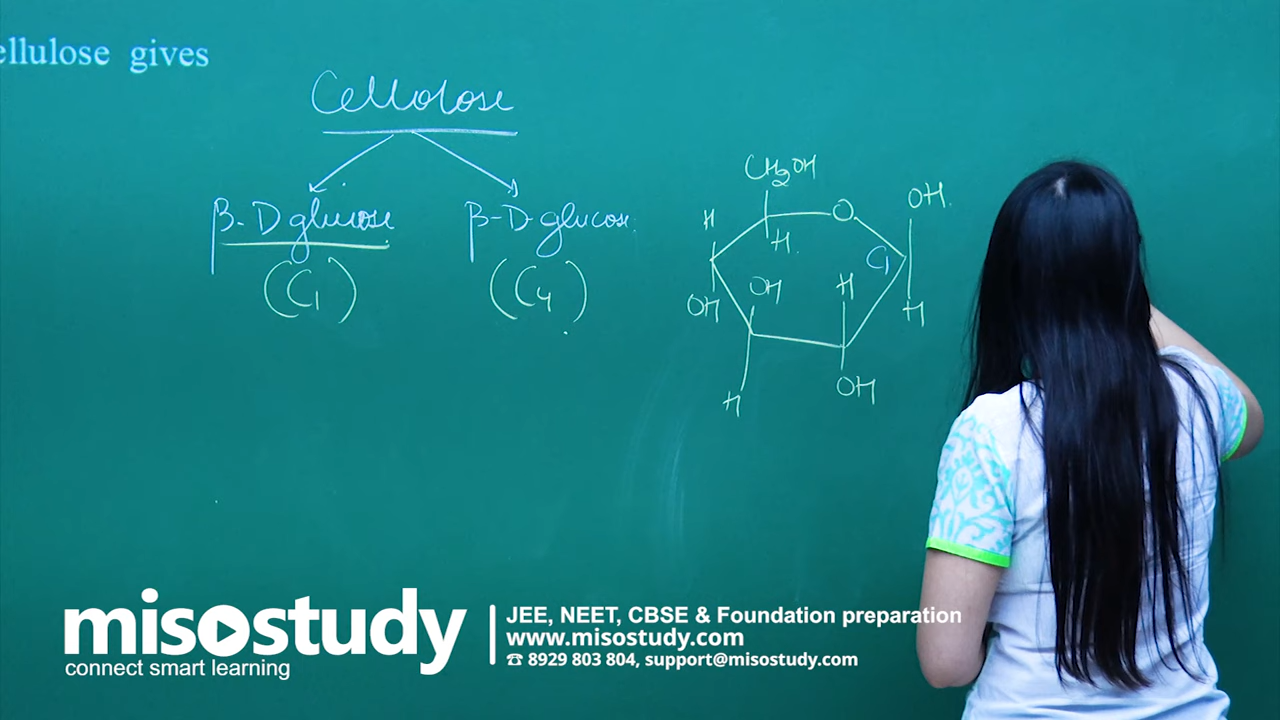 ellulose gives
Cellolose
β-D glucose β-D-glucose
(C1) (C4)
CH2OH
OH
H
O
H
C1
OH
OH
H
H
OH
H
misostudy
connect smart learning
JEE, NEET, CBSE & Foundation preparation
www.misostudy.com
☎ 8929 803 804, support@misostudy.com